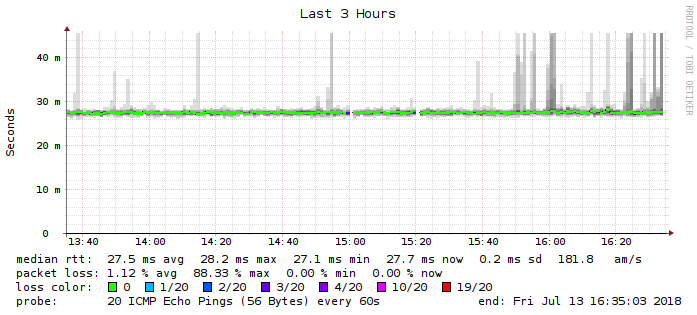 Last 3 Hours
RRDTOOL / TOBI OETIKER
Seconds
40 m
30 m
20 m
10 m
0
13:40 14:00 14:20 14:40 15:00 15:20 15:40 16:00 16:20
median rtt: 27.5 ms avg 28.2 ms max 27.1 ms min 27.7 ms now 0.2 ms sd 181.8 am/s
packet loss: 1.12 % avg 88.33 % max 0.00 % min 0.00 % now
loss color: 0 1/20 2/20 3/20 4/20 10/20 19/20
probe: 20 ICMP Echo Pings (56 Bytes) every 60s end: Fri Jul 13 16:35:03 2018